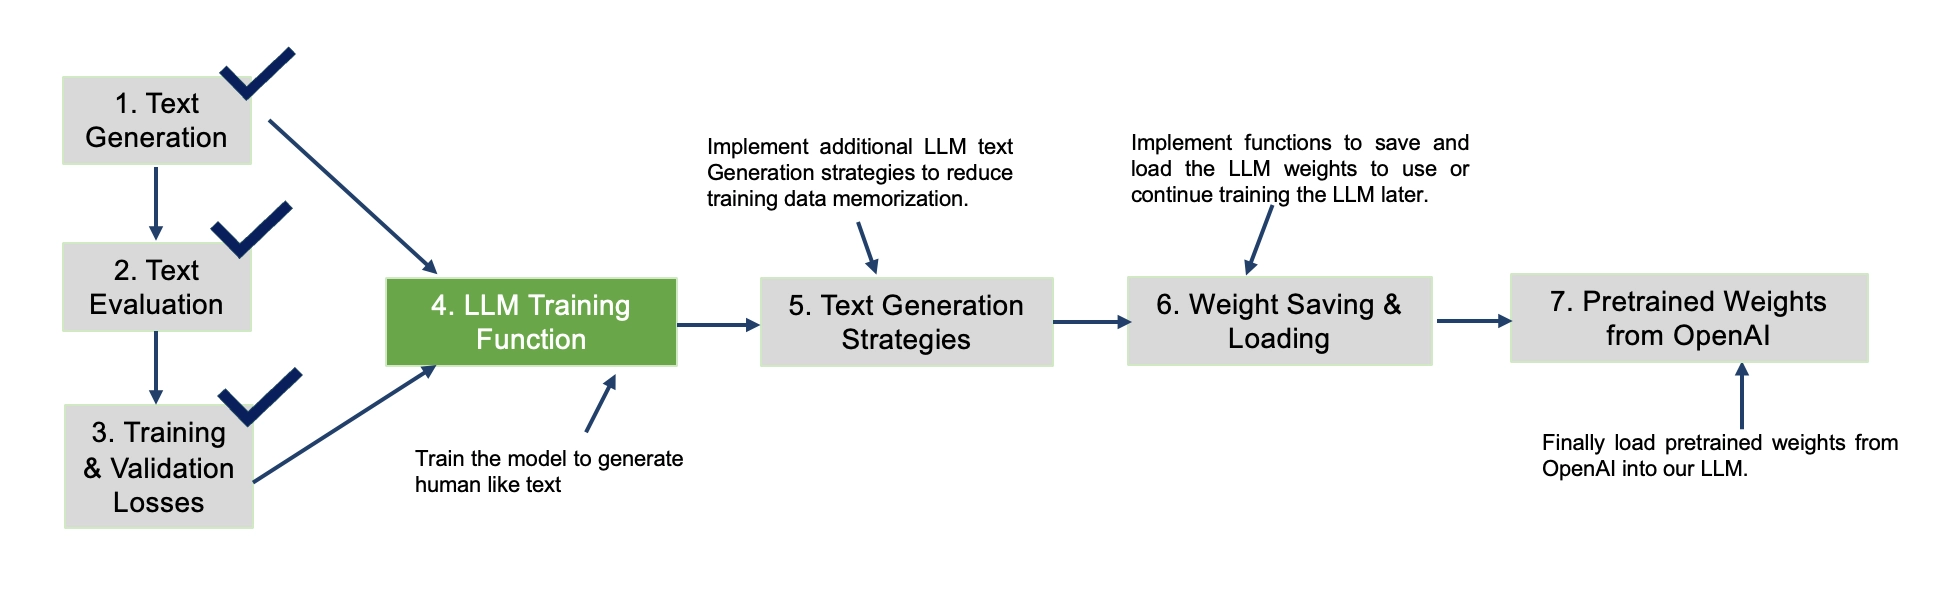 1. Text
Generation
2. Text
Evaluation
3. Training
& Validation
Losses
4. LLM Training
Function
Train the model to generate
human like text
Implement additional LLM text
Generation strategies to reduce
training data memorization.
5. Text Generation
Strategies
Implement functions to save and
load the LLM weights to use or
continue training the LLM later.
6. Weight Saving &
Loading
7. Pretrained Weights
from OpenAI
Finally load pretrained weights from
OpenAI into our LLM.